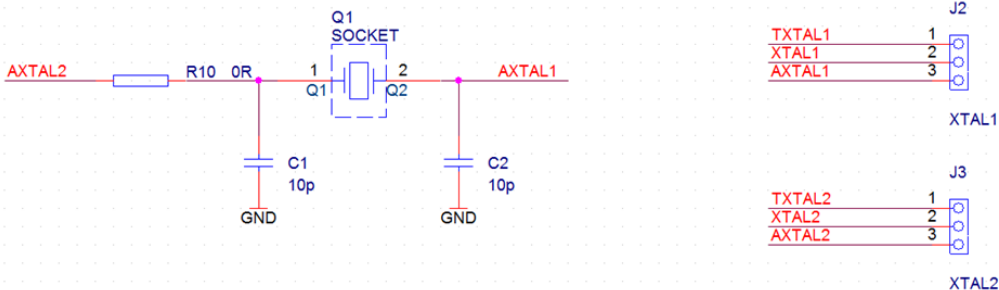 Q1
SOCKET
AXTAL2
R10 0R
1
2
AXTAL1
Q1
Q2
C1
10p
C2
10p
GND
GND
J2
TXTAL1 1
XTAL1 2
AXTAL1 3
XTAL1
J3
TXTAL2 1
XTAL2 2
AXTAL2 3
XTAL2